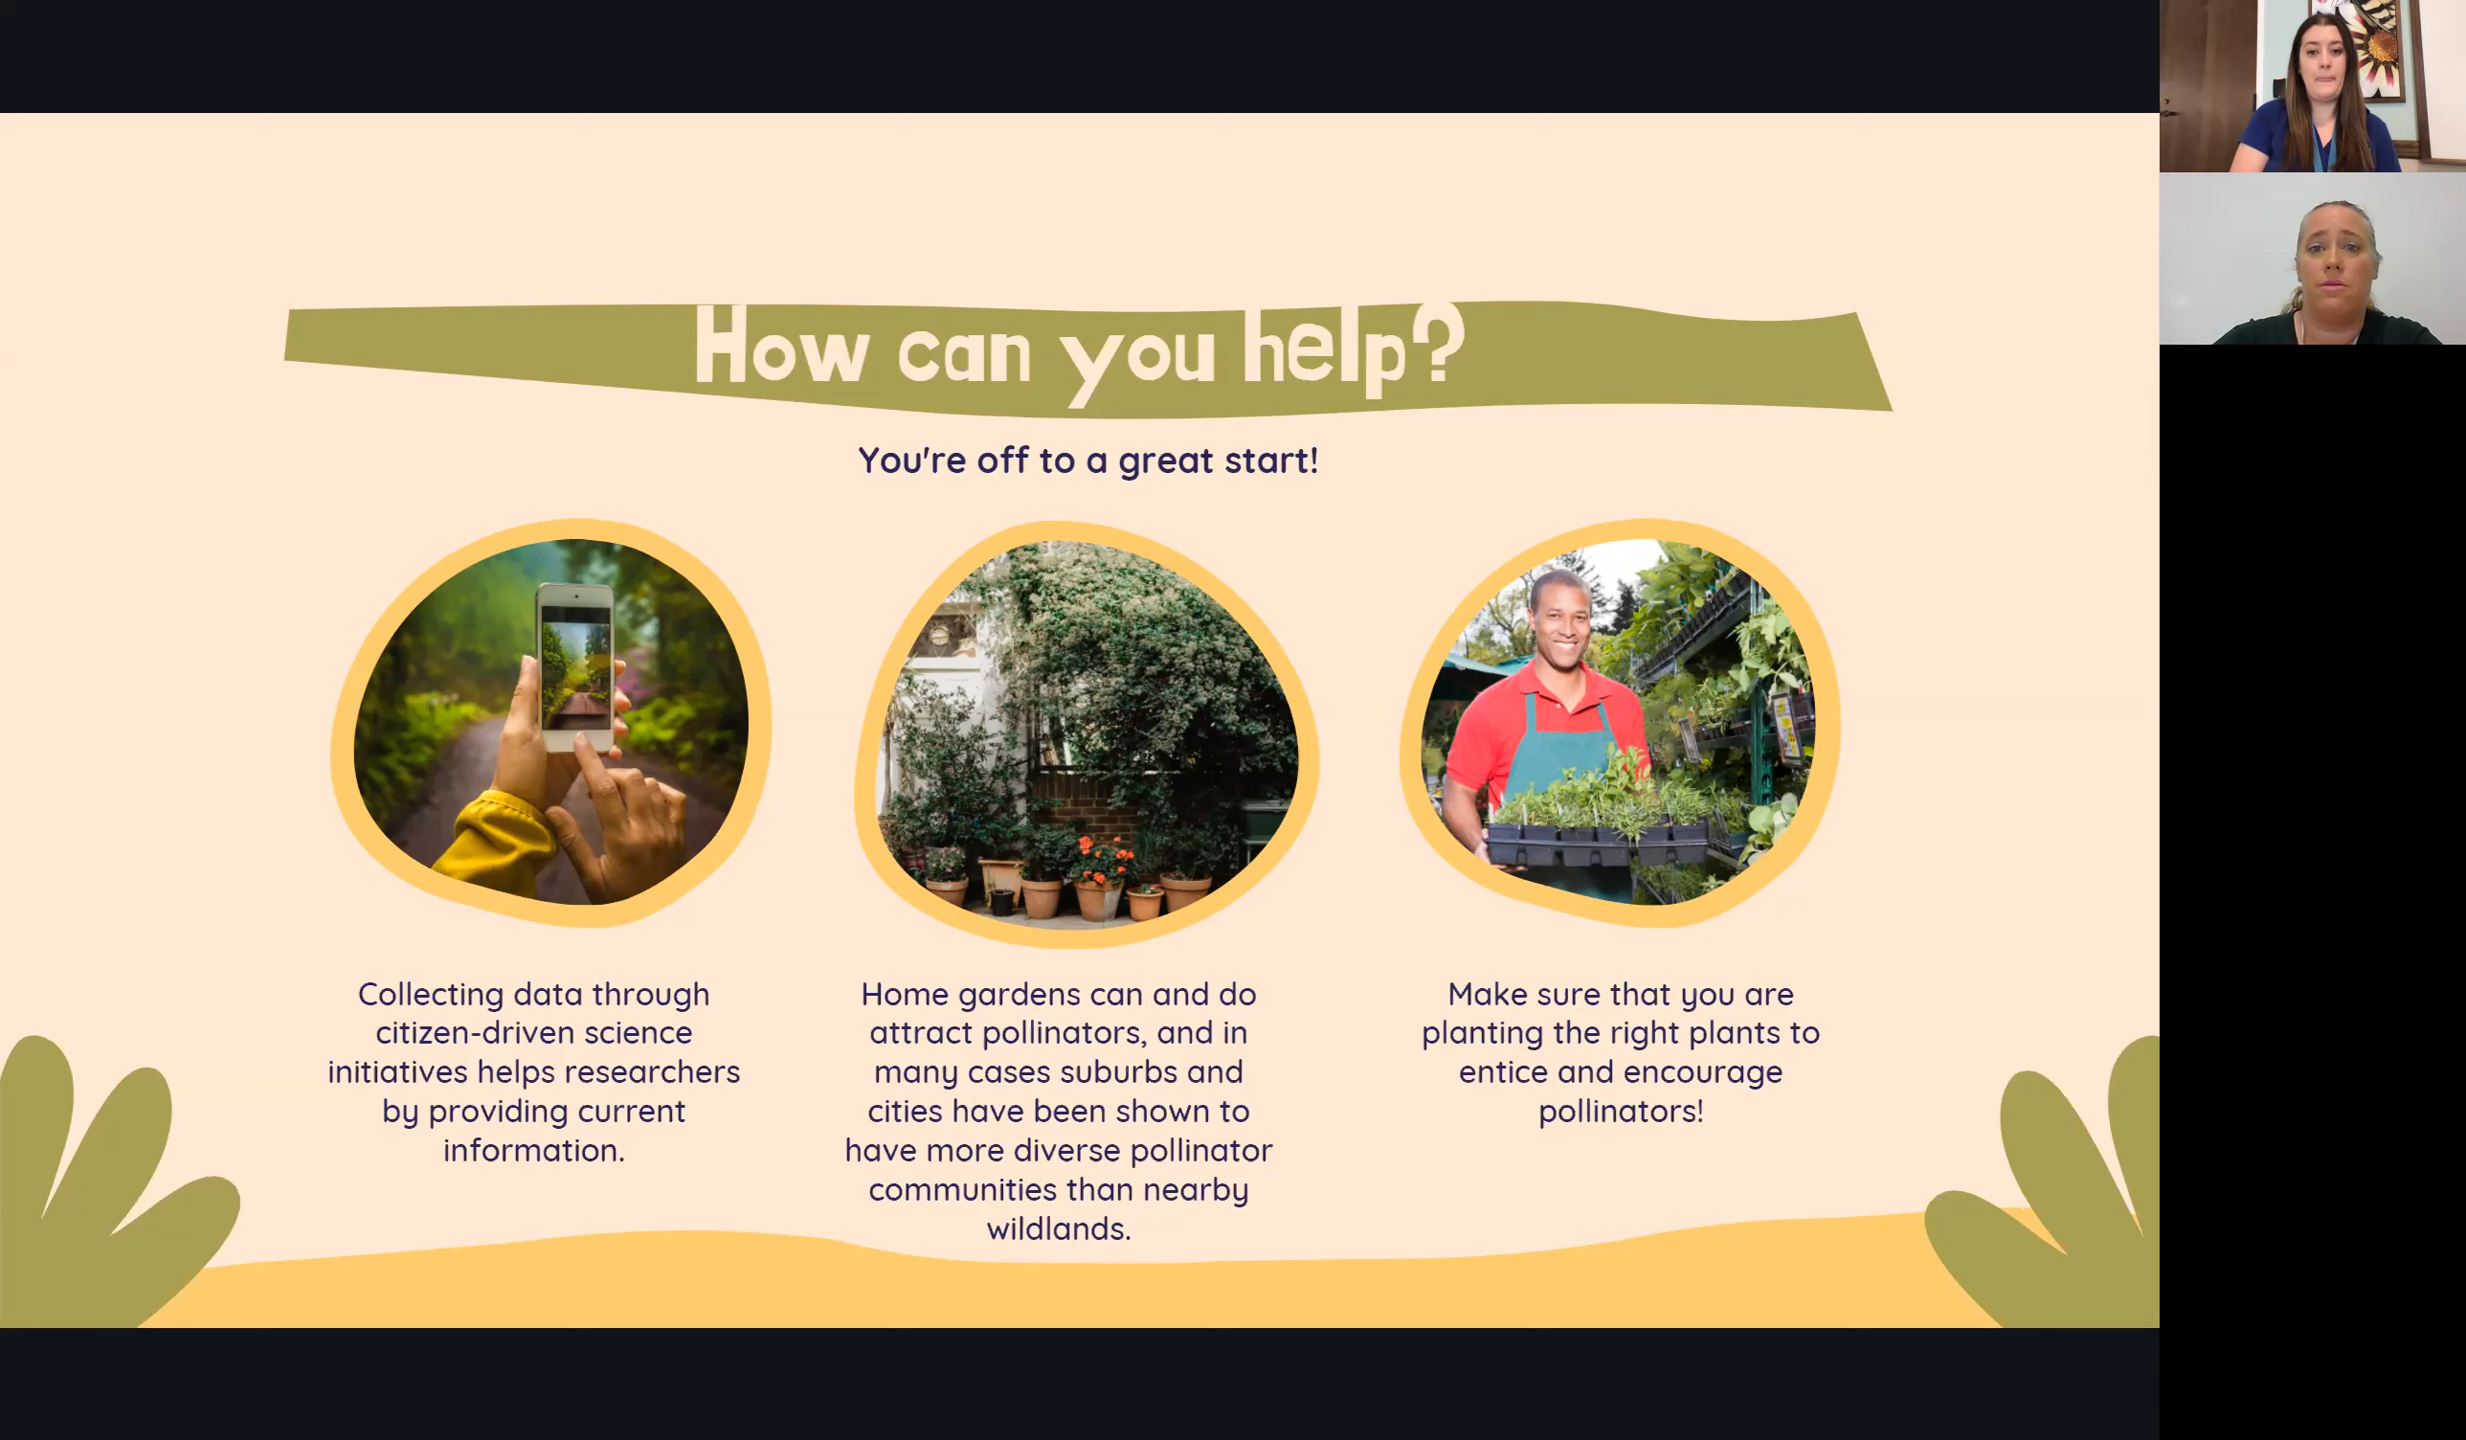 How can you help?
You're off to a great start!
Collecting data through
citizen-driven science
initiatives helps researchers
by providing current
information.
Home gardens can and do
attract pollinators, and in
many cases suburbs and
cities have been shown to
have more diverse pollinator
communities than nearby
wildlands.
Make sure that you are
planting the right plants to
entice and encourage
pollinators!